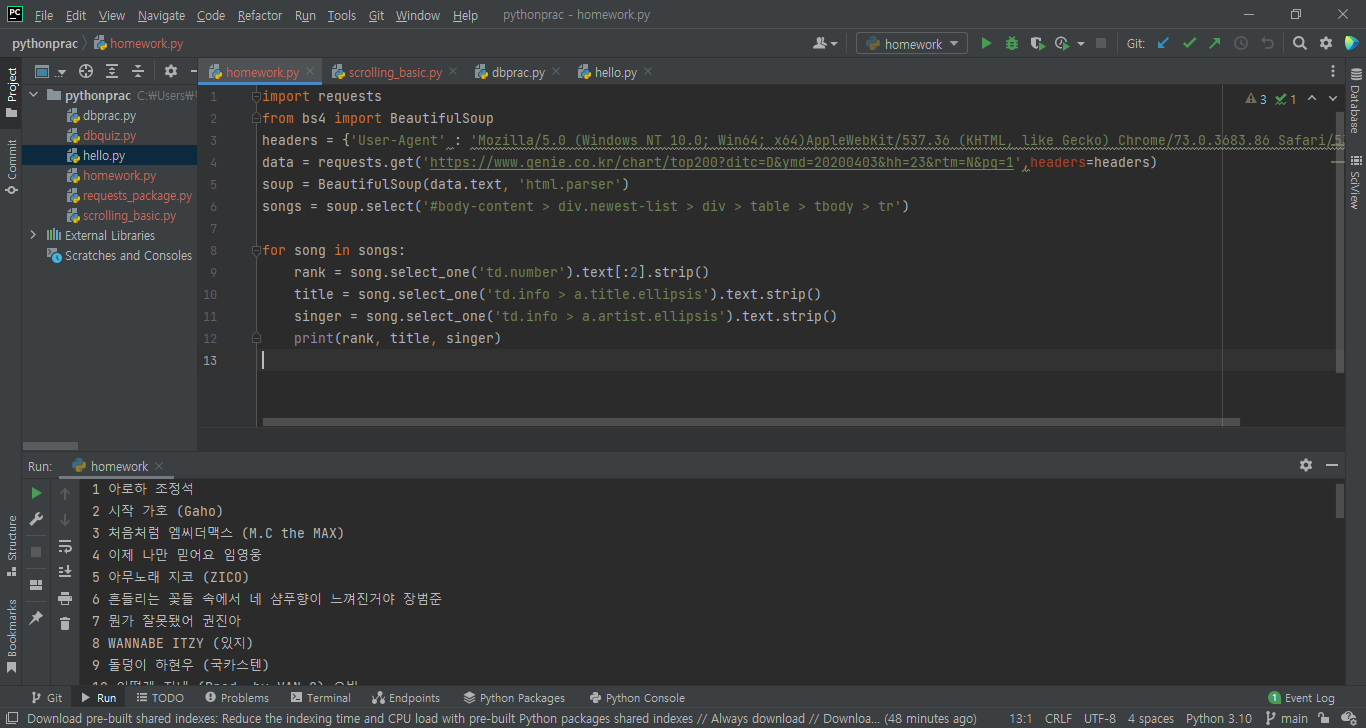 PC File Edit View Navigate Code Refactor Run Tools Git Window Help pythonprac - homework.py
pythonprac homework.py homework Git:
Project
homework.py scrolling_basic.py dbprac.py hello.py
pythonprac C:₩Users₩
dbprac.py
dbquiz.py
hello.py
homework.py
requests_package.py
scrolling_basic.py
External Libraries
Scratches and Consoles
Commit
1 import requests
2 from bs4 import BeautifulSoup
3 headers = {'User-Agent' : 'Mozilla/5.0 (Windows NT 10.0; Win64; x64)AppleWebKit/537.36 (KHTML, like Gecko) Chrome/73.0.3683.86 Safari/5
4 data = requests.get('https://www.genie.co.kr/chart/top200?ditc=D&ymd=20200403&hh=23&rtm=N&pg=1',headers=headers)
5 soup = BeautifulSoup(data.text, 'html.parser')
6 songs = soup.select('#body-content > div.newest-list > div > table > tbody > tr')
7
8 for song in songs:
9 rank = song.select_one('td.number').text[:2].strip()
10 title = song.select_one('td.info > a.title.ellipsis').text.strip()
11 singer = song.select_one('td.info > a.artist.ellipsis').text.strip()
12 print(rank, title, singer)
13
3 1
Database
SciView
Run: homework
1 아로하 조정석
2 시작 가호 (Gaho)
3 처음처럼 엠씨더맥스 (M.C the MAX)
4 이제 나만 믿어요 임영웅
5 아무노래 지코 (ZICO)
6 흔들리는 꽃들 속에서 네 샴푸향이 느껴진거야 장범준
7 뭔가 잘못됐어 권진아
8 WANNABE ITZY (있지)
9 돌덩이 하현우 (국카스텐)
Structure
Bookmarks
Git Run TODO Problems Terminal Endpoints Python Packages Python Console 1 Event Log
Download pre-built shared indexes: Reduce the indexing time and CPU load with pre-built Python packages shared indexes // Always download // Downloa... (48 minutes ago) 13:1 CRLF UTF-8 4 spaces Python 3.10 main